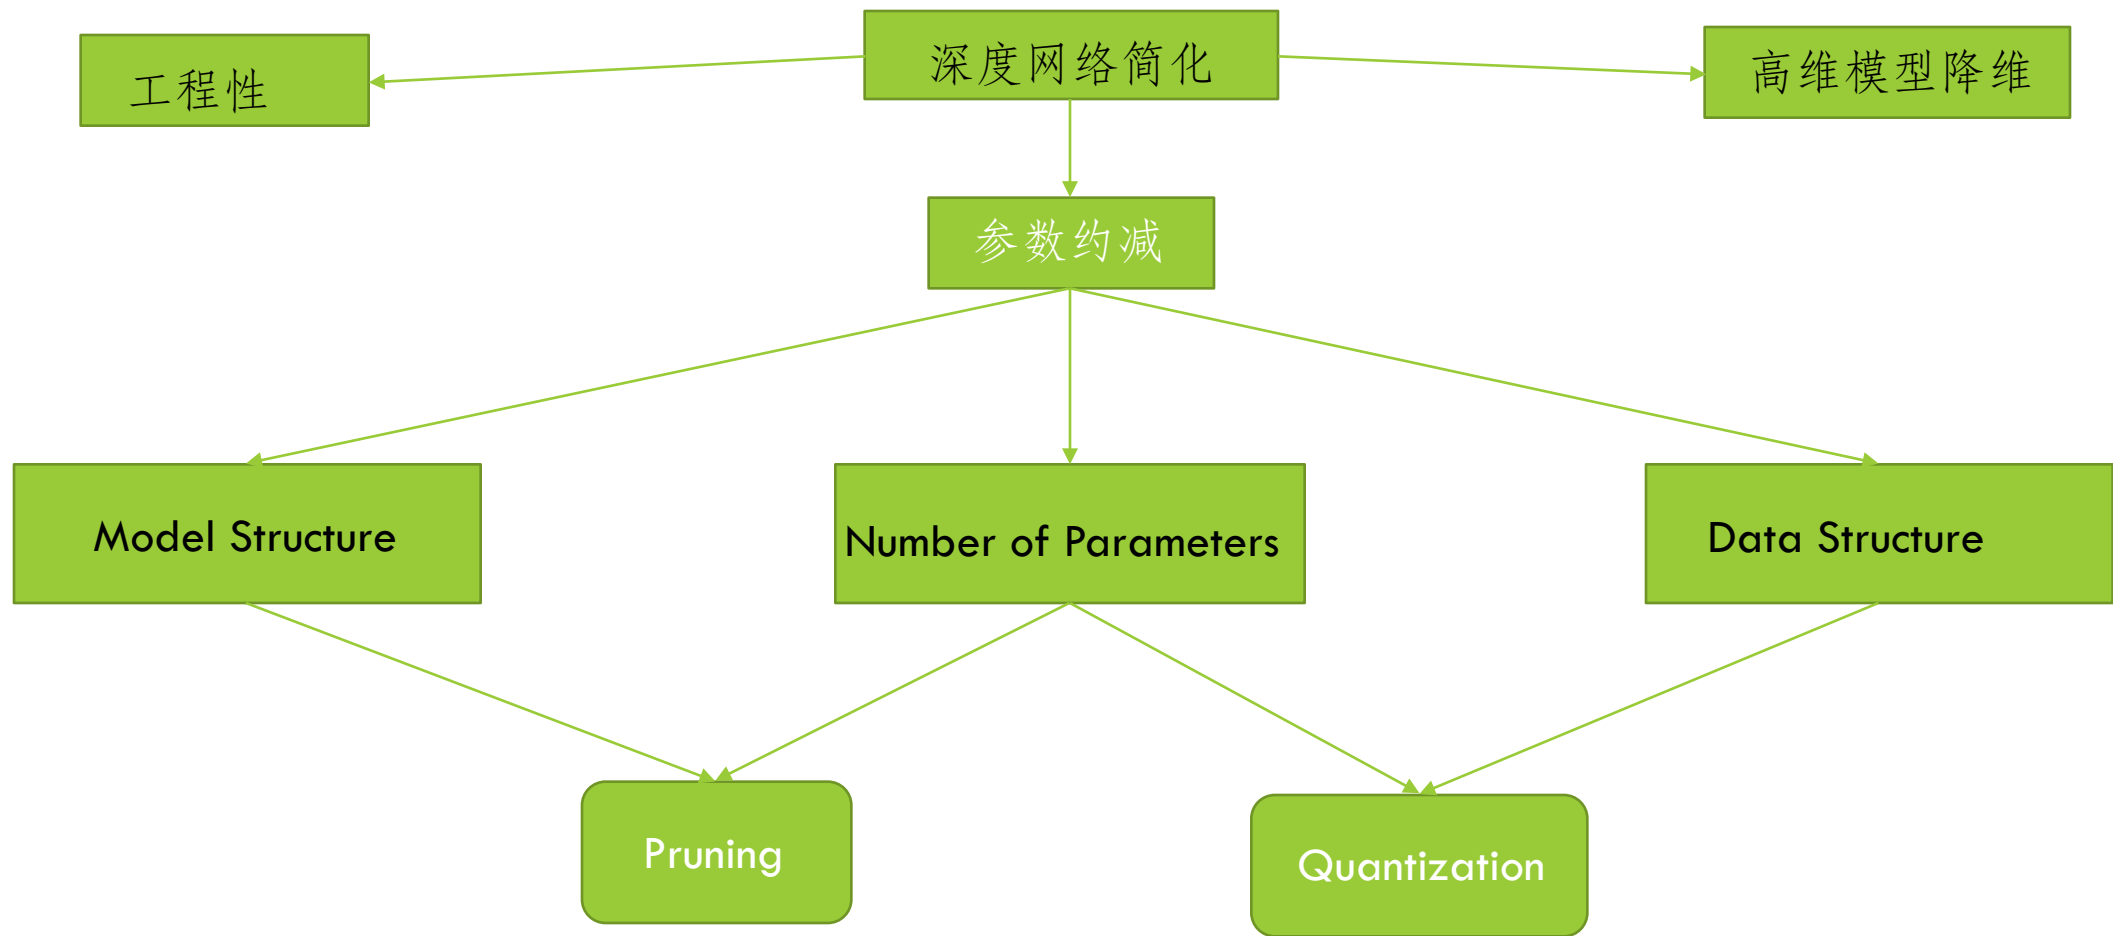 工程性
深度网络简化
高维模型降维
参数约减
Model Structure
Number of Parameters
Data Structure
Pruning
Quantization